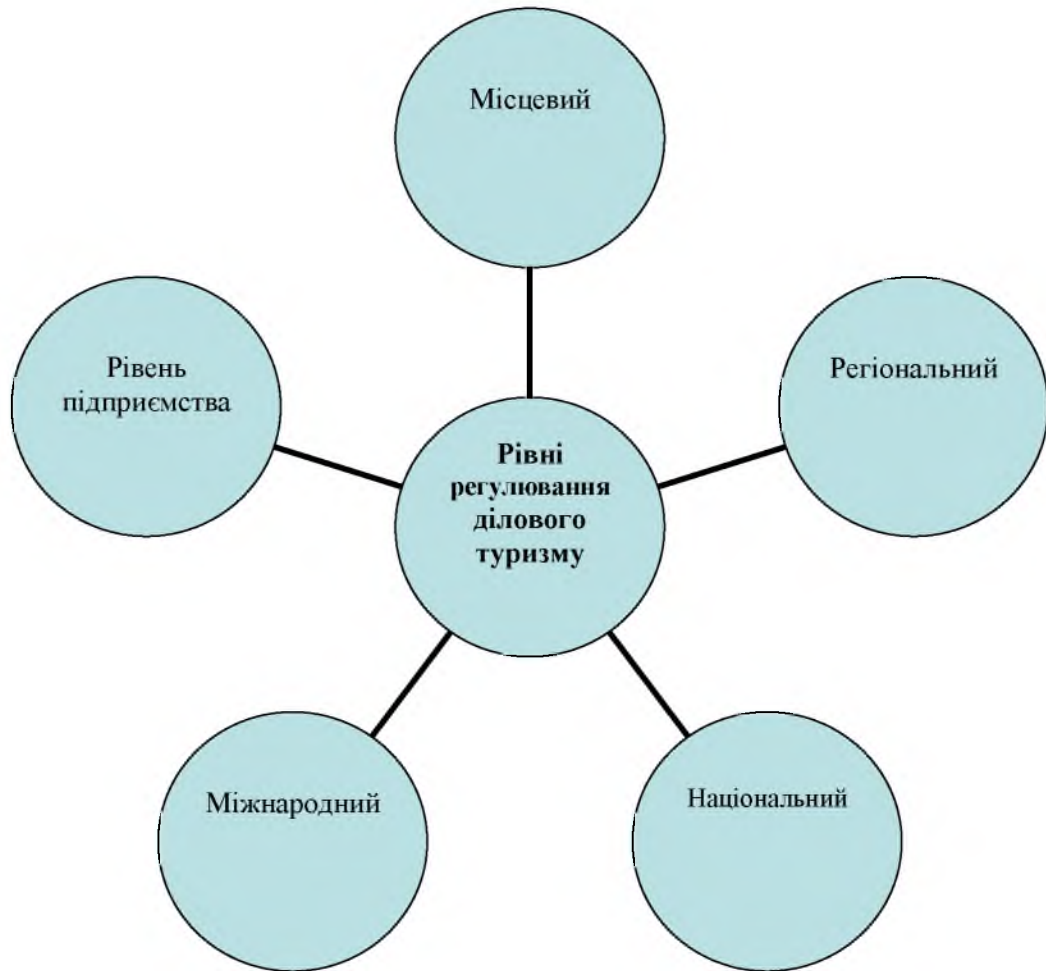 Місцевий
Рівень
підприємства
Регіональний
Рівні
регулювання
ділового
туризму
Міжнародний
Національний